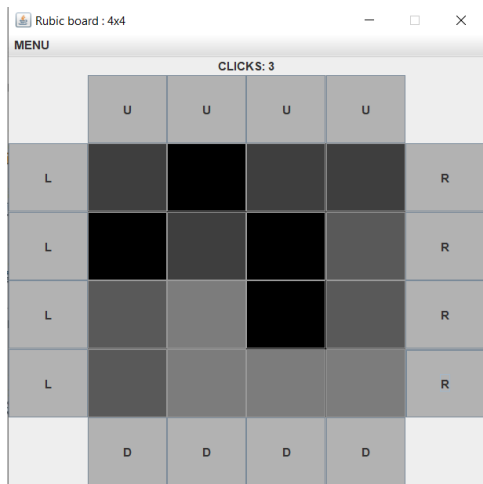 Rubic board : 4x4
MENU
CLICKS: 3
U U U U
L R
L R
L R
L R
D D D D